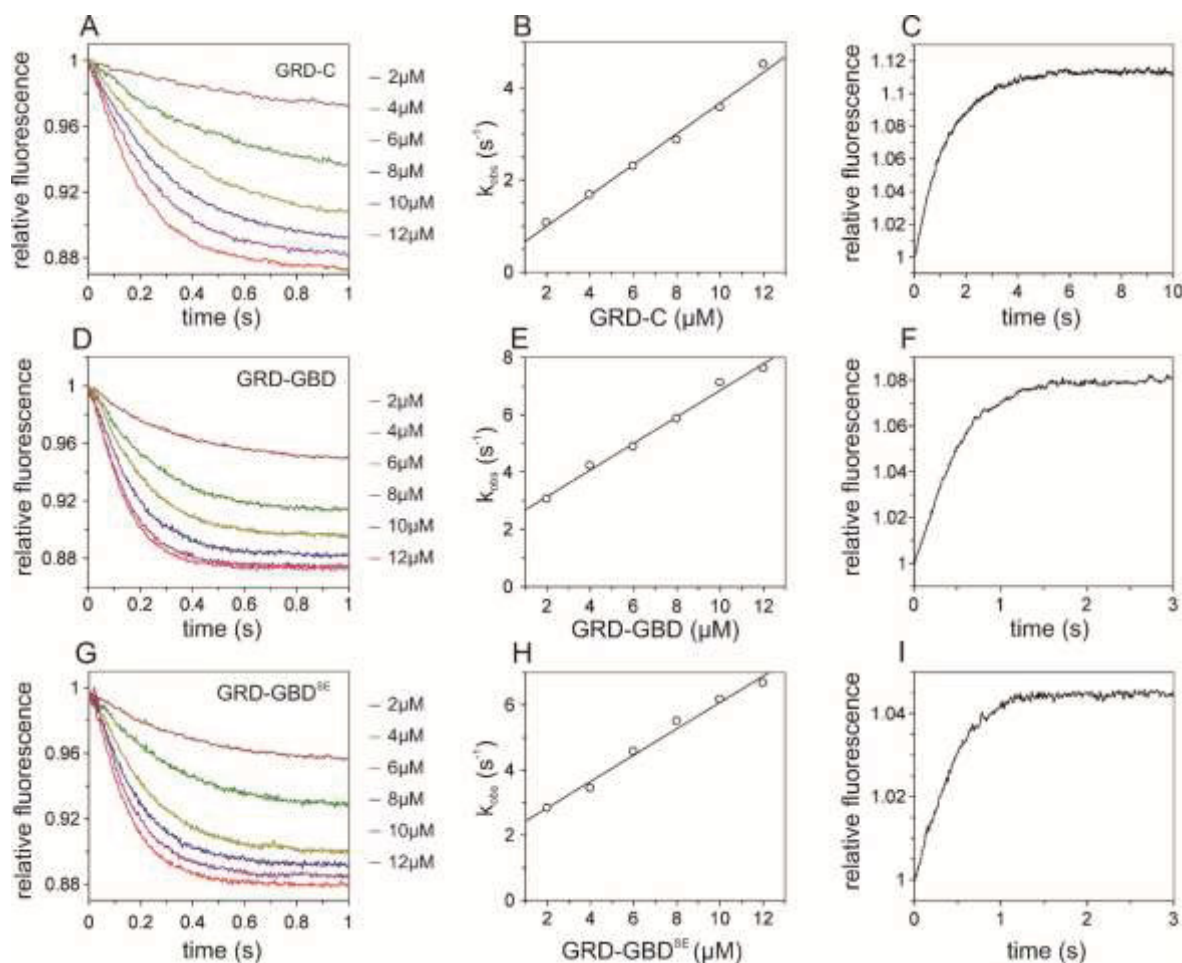 A
relative fluorescence
1
0.96
0.92
0.88
GRD-C
0 0.2 0.4 0.6 0.8 1
time (s)
– 2µM
– 4µM
– 6µM
– 8µM
– 10µM
– 12µM
B
k_obs (s⁻¹)
4
2
0
2 4 6 8 10 12
GRD-C (µM)
C
relative fluorescence
1.12
1.1
1.08
1.06
1.04
1.02
1
0 2 4 6 8 10
time (s)
D
relative fluorescence
1
0.96
0.92
0.88
GRD-GBD
0 0.2 0.4 0.6 0.8 1
time (s)
– 2µM
– 4µM
– 6µM
– 8µM
– 10µM
– 12µM
E
k_obs (s⁻¹)
8
6
4
2
0
2 4 6 8 10 12
GRD-GBD (µM)
F
relative fluorescence
1.08
1.06
1.04
1.02
1
0 1 2 3
time (s)
G
relative fluorescence
1
0.96
0.92
0.88
GRD-GBD^SE
0 0.2 0.4 0.6 0.8 1
time (s)
– 2µM
– 4µM
– 6µM
– 8µM
– 10µM
– 12µM
H
k_obs (s⁻¹)
6
4
2
0
2 4 6 8 10 12
GRD-GBD^SE (µM)
I
relative fluorescence
1.04
1.02
1
0 1 2 3
time (s)